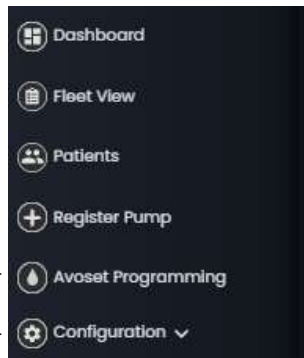 Dashboard
Fleet View
Patients
Register Pump
Avoset Programming
Configuration